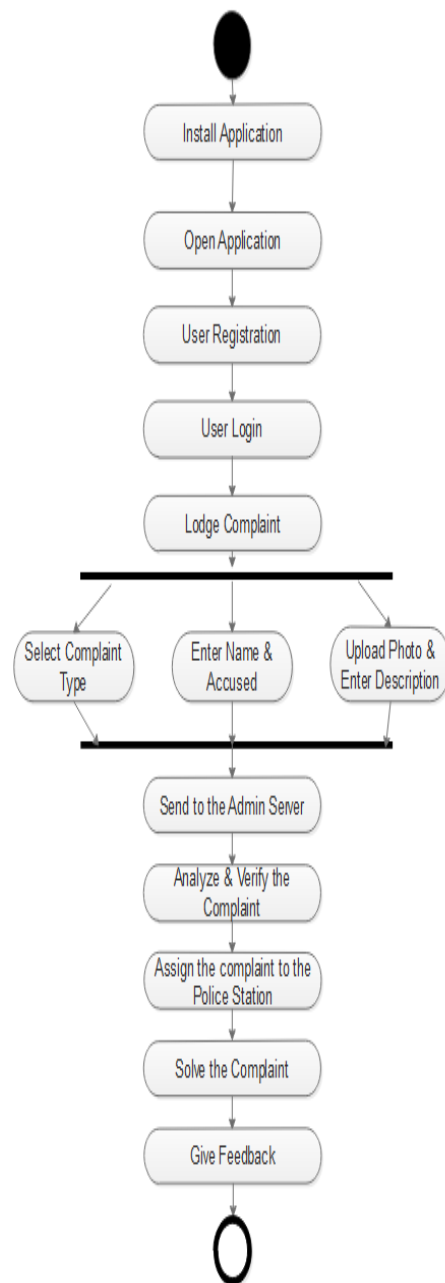 Install Application
Open Application
User Registration
User Login
Lodge Complaint
Select Complaint
Type
Enter Name &
Accused
Upload Photo &
Enter Description
Send to the Admin Server
Analyze & Verify the
Complaint
Assign the complaint to the
Police Station
Solve the Complaint
Give Feedback